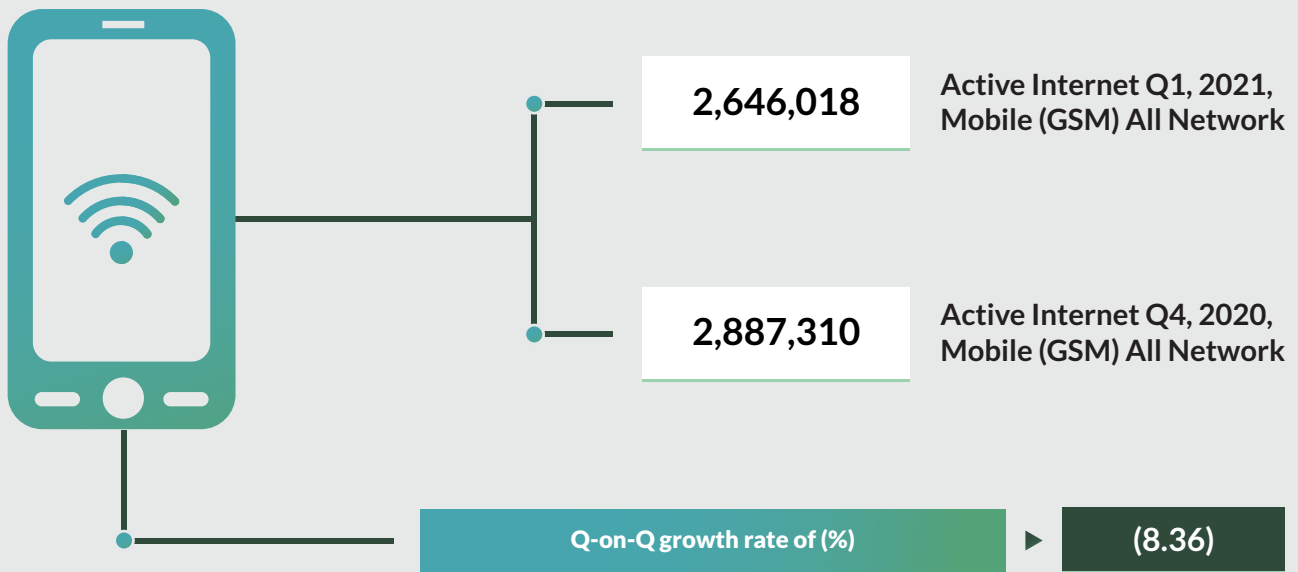 2,646,018
Active Internet Q1, 2021,
Mobile (GSM) All Network
2,887,310
Active Internet Q4, 2020,
Mobile (GSM) All Network
Q-on-Q growth rate of (%)
(8.36)